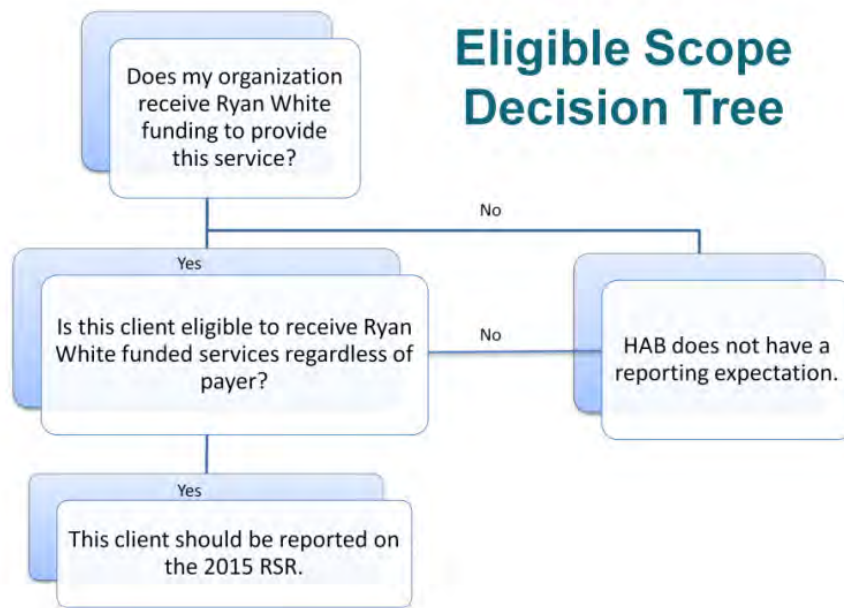 Eligible Scope
Decision Tree
Does my organization
receive Ryan White
funding to provide
this service?
No
Yes
Is this client eligible to receive Ryan
White funded services regardless of
payer?
No
HAB does not have a
reporting expectation.
Yes
This client should be reported on
the 2015 RSR.